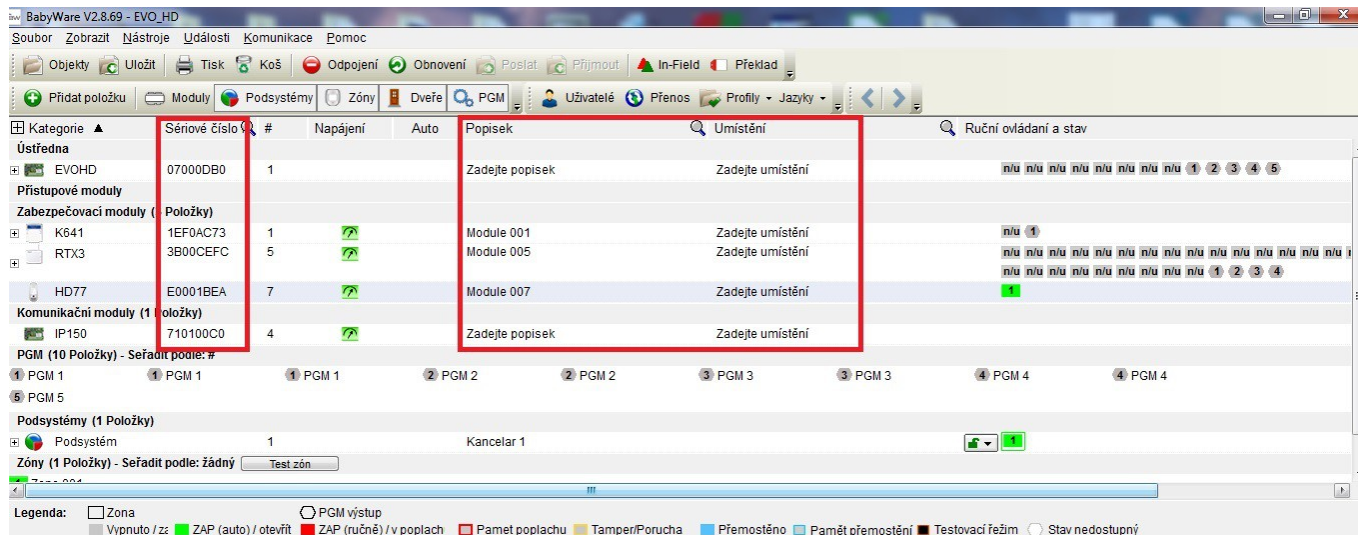 BabyWare V2.8.69 - EVO_HD
Soubor Zobrazit Nástroje Události Komunikace Pomoc
Objekty Uložit Tisk Koš Odpojení Obnovení Poslat Přijmout In-Field Překlad
Přidat položku Moduly Podsystémy Zóny Dveře PGM Uživatelé Přenos Profily Jazyky
Kategorie Sériové číslo # Napájení Auto Popisek Umístění Ruční ovládaní a stav
Ústředna
EVOHD 07000DB0 1 Zadejte popisek Zadejte umístění n/u n/u n/u n/u n/u n/u n/u n/u 1 2 3 4 5
Přístupové moduly
Zabezpečovací moduly ( Položky)
K641 1EF0AC73 1 Module 001 Zadejte umístění n/u 1
RTX3 3B00CEFC 5 Module 005 Zadejte umístění n/u n/u n/u n/u n/u n/u n/u n/u n/u n/u n/u n/u n/u n/u n/u
n/u n/u n/u n/u n/u n/u n/u n/u n/u 1 2 3 4
HD77 E0001BEA 7 Module 007 Zadejte umístění 1
Komunikační moduly (1 Položky)
IP150 710100C0 4 Zadejte popisek Zadejte umístění
PGM (10 Položky) - Seřadit podle: #
1 PGM 1 1 PGM 1 1 PGM 1 2 PGM 2 2 PGM 2 3 PGM 3 3 PGM 3 4 PGM 4 4 PGM 4
5 PGM 5
Podsystémy (1 Položky)
Podsystém 1 Kancelar 1 1
Zóny (1 Položky) - Seřadit podle: žádný Test zón
Legenda: Zona PGM výstup
Vypnuto / za ZAP (auto) / otevřít ZAP (ručně) / v poplach Pamet poplachu Tamper/Porucha Přemostěno Pamět přemostění Testovací režim Stav nedostupný